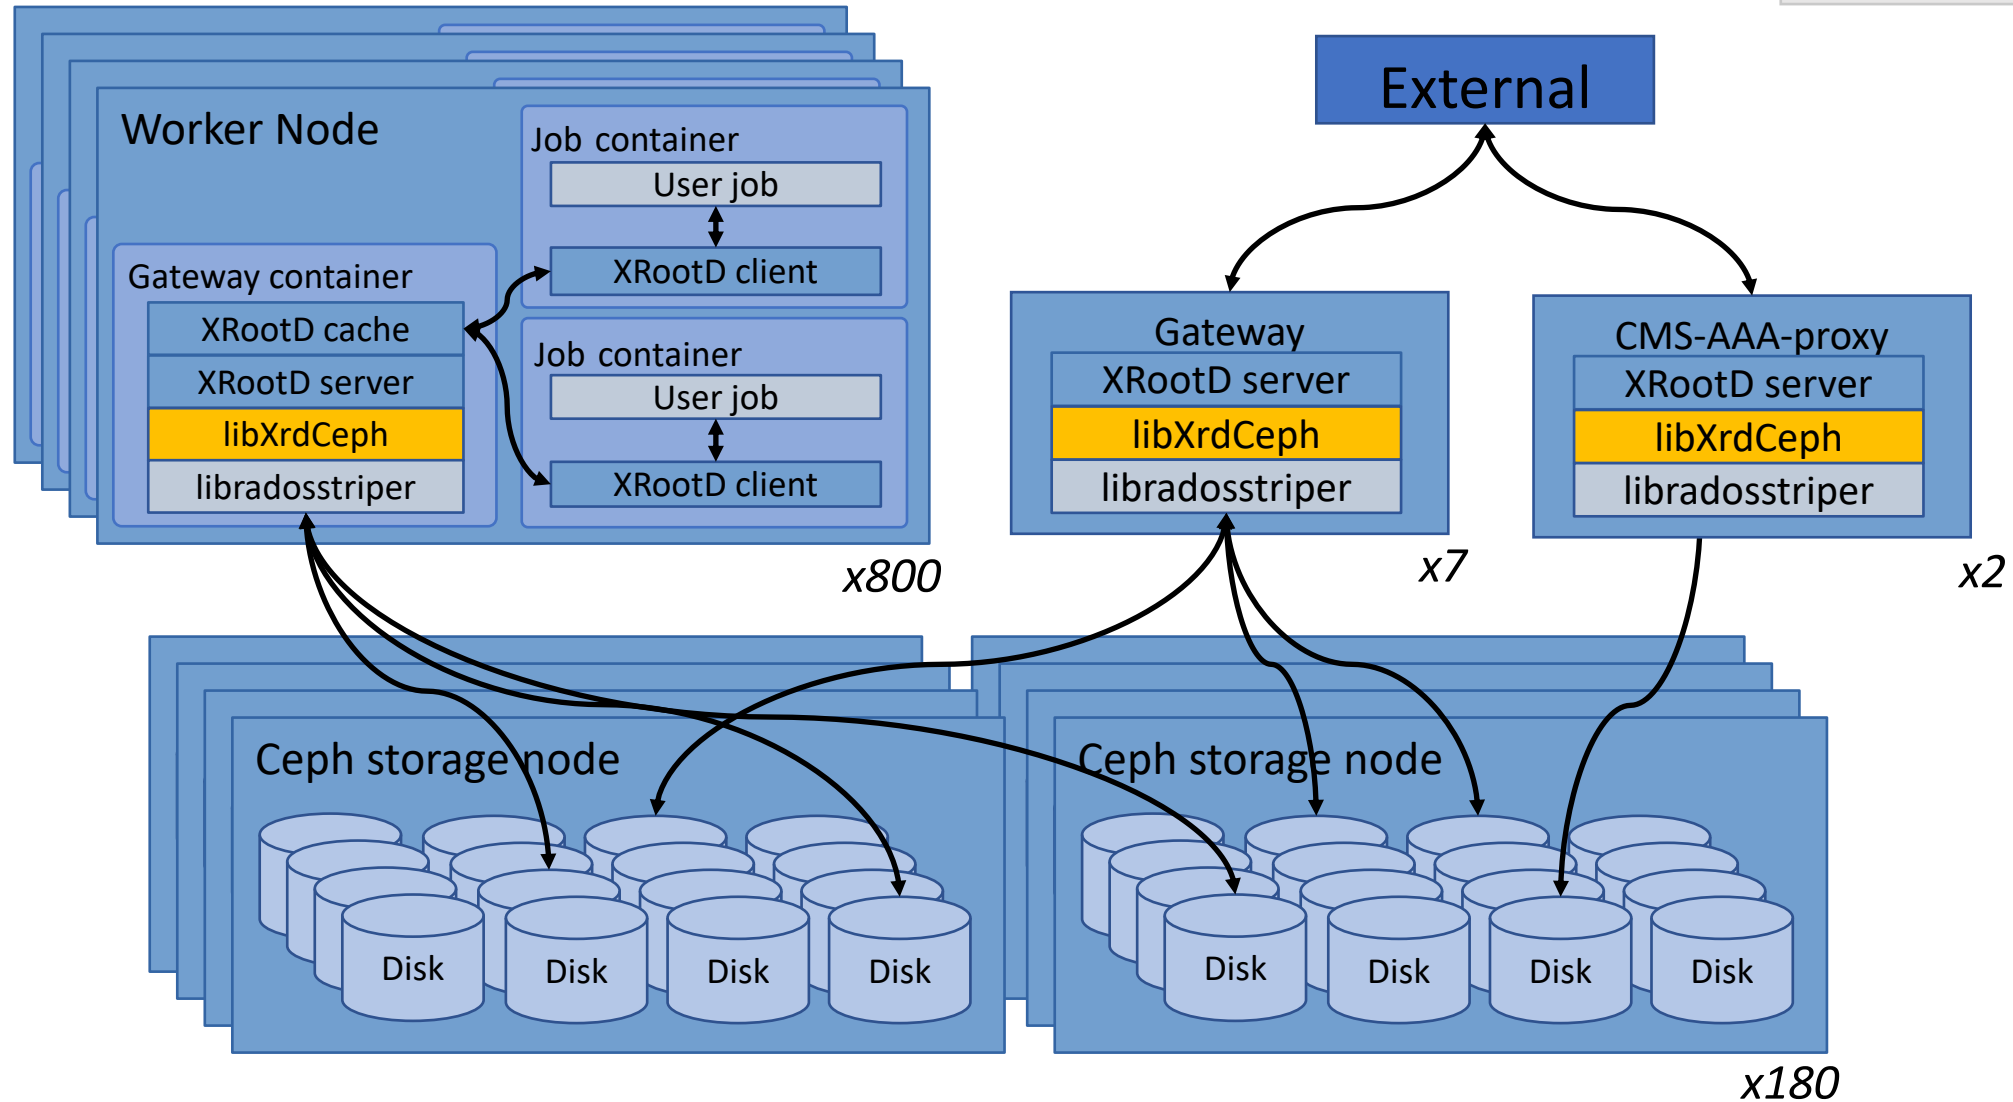 Worker Node
Job container
User job
XRootD client
Gateway container
XRootD cache
XRootD server
libXrdCeph
libradosstriper
Job container
User job
XRootD client
x800
External
Gateway
XRootD server
libXrdCeph
libradosstriper
x7
CMS-AAA-proxy
XRootD server
libXrdCeph
libradosstriper
x2
Ceph storage node
Disk
Disk
Disk
Disk
Ceph storage node
Disk
Disk
Disk
Disk
x180